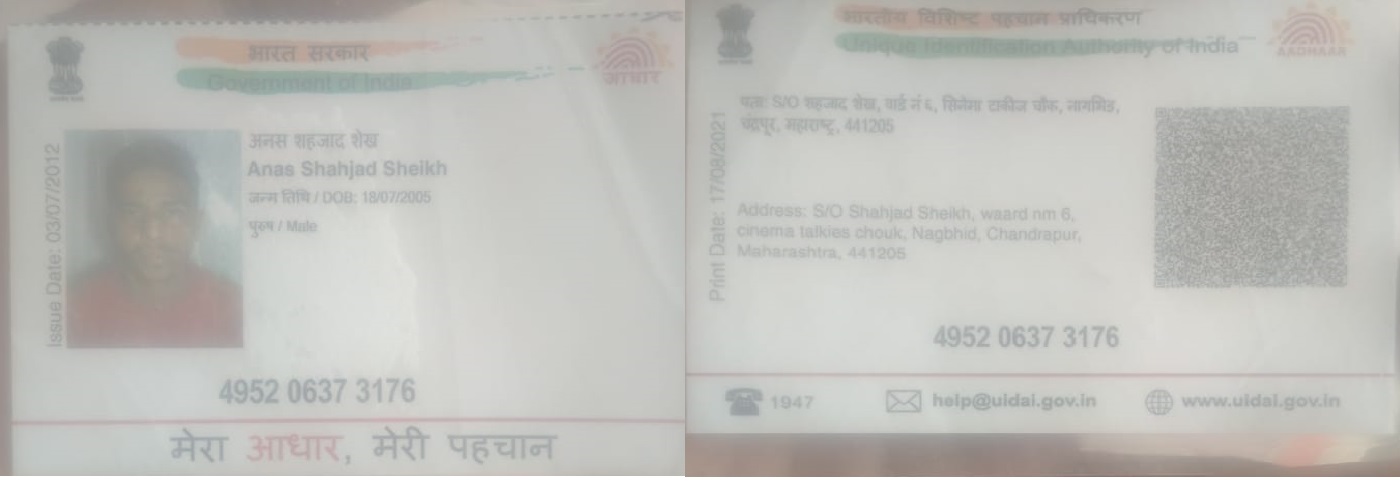 भारत सरकार
Government of India
आधार
Issue Date: 03/07/2012
अनस शहजाद शेख
Anas Shahjad Sheikh
जन्म तिथि / DOB: 18/07/2005
पुरुष / Male
4952 0637 3176
मेरा आधार, मेरी पहचान
भारतीय विशिष्ट पहचान प्राधिकरण
Unique Identification Authority of India
AADHAAR
Print Date: 17/08/2021
पता: S/O शहजाद शेख, वार्ड नं ६, सिनेमा टाकीज चौक, नागभिड,
चंद्रपूर, महाराष्ट्र, 441205
Address: S/O Shahjad Sheikh, waard nm 6,
cinema talkies chouk, Nagbhid, Chandrapur,
Maharashtra, 441205
4952 0637 3176
1947
help@uidai.gov.in
www.uidai.gov.in